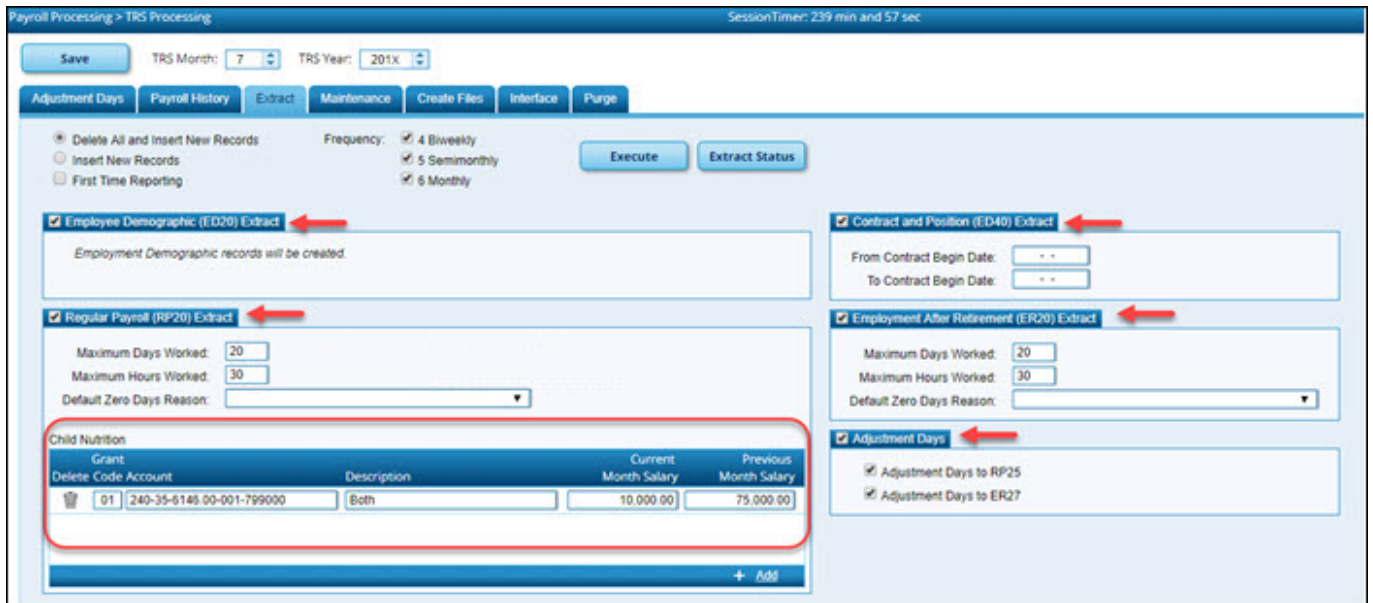 Payroll Processing > TRS Processing
SessionTimer: 239 min and 57 sec
Save
TRS Month: 7
TRS Year: 201X
Adjustment Days
Payroll History
Extract
Maintenance
Create Files
Interface
Purge
Delete All and Insert New Records
Insert New Records
First Time Reporting
Frequency:
4 Biweekly
5 Semimonthly
6 Monthly
Execute
Extract Status
Employee Demographic (ED20) Extract
Employment Demographic records will be created.
Contract and Position (ED40) Extract
From Contract Begin Date: - -
To Contract Begin Date: - -
Regular Payroll (RP20) Extract
Maximum Days Worked: 20
Maximum Hours Worked: 30
Default Zero Days Reason:
Employment After Retirement (ER20) Extract
Maximum Days Worked: 20
Maximum Hours Worked: 30
Default Zero Days Reason:
Child Nutrition
Delete
Grant
Code
Account
Description
Current
Month Salary
Previous
Month Salary
01
240-35-6146.00-001-799000
Both
10,000.00
75,000.00
+ Add
Adjustment Days
Adjustment Days to RP25
Adjustment Days to ER27